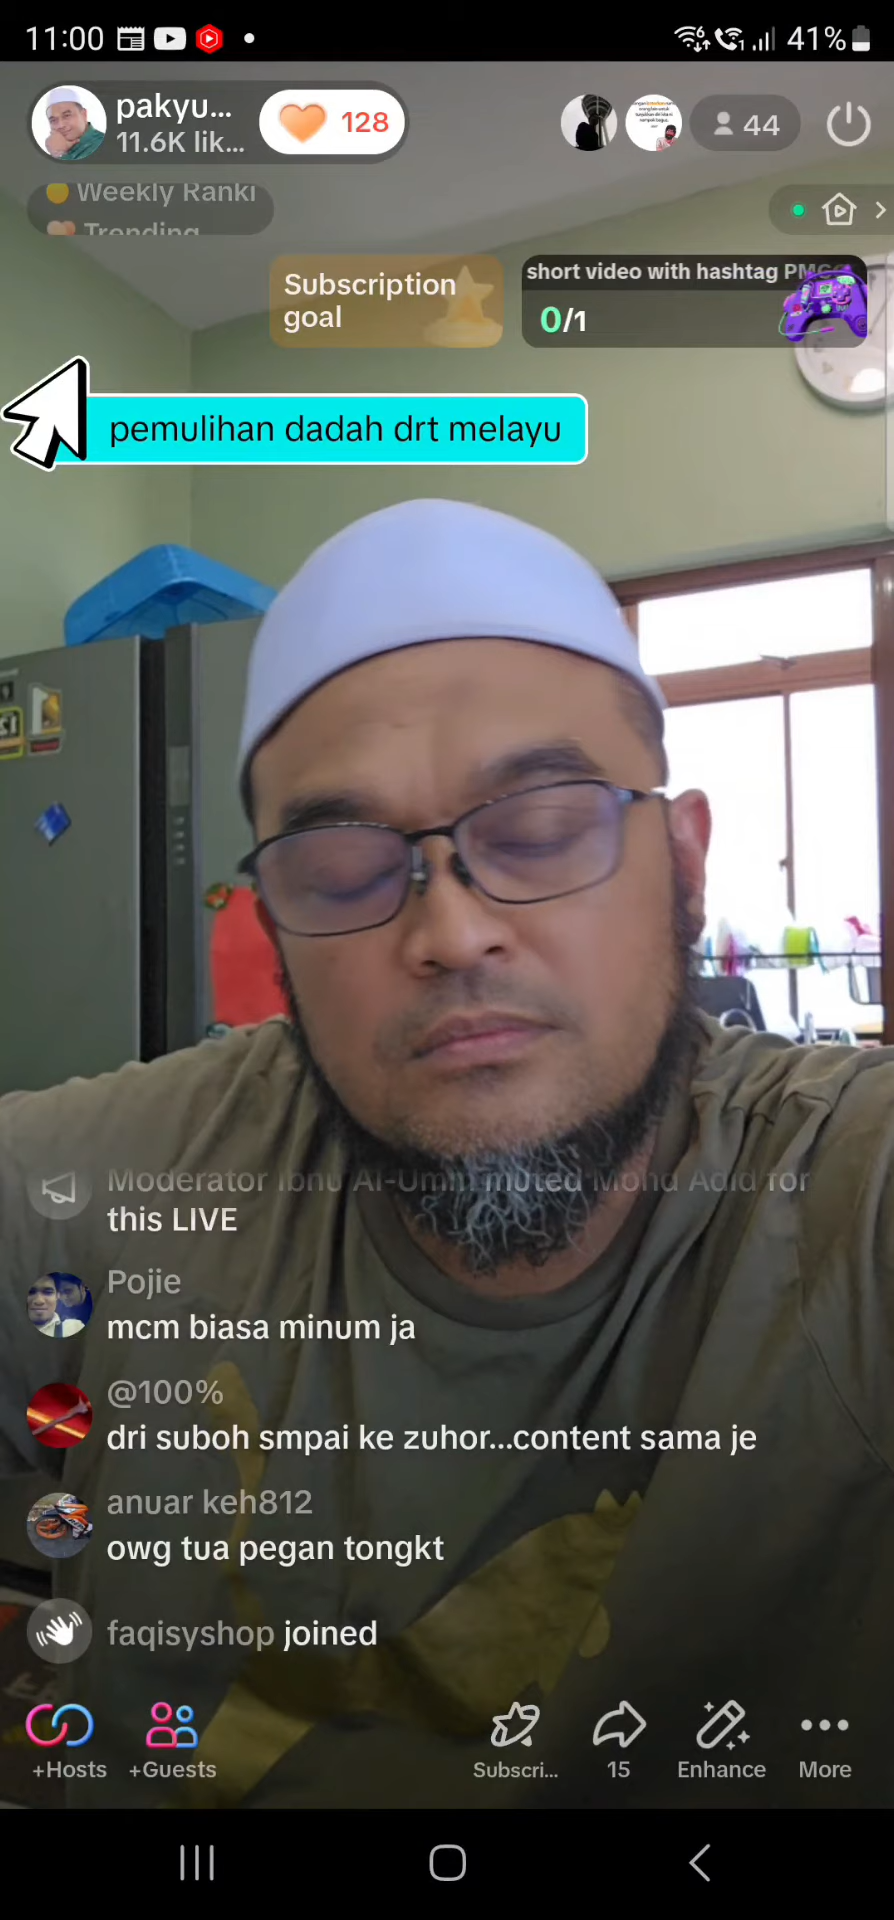 11:00
41%
pakyu...
11.6K lik...
128
44
Weekly Ranki
Trending
Subscription
goal
short video with hashtag
0/1
pemulihan dadah drt melayu
Moderator Ibnu Al-Umm muted Mohd Adid for
this LIVE
Pojie
mcm biasa minum ja
@100%
dri suboh smpai ke zuhor...content sama je
anuar keh812
owg tua pegan tongkt
faqisyshop joined
+Hosts
+Guests
Subscri...
15
Enhance
More